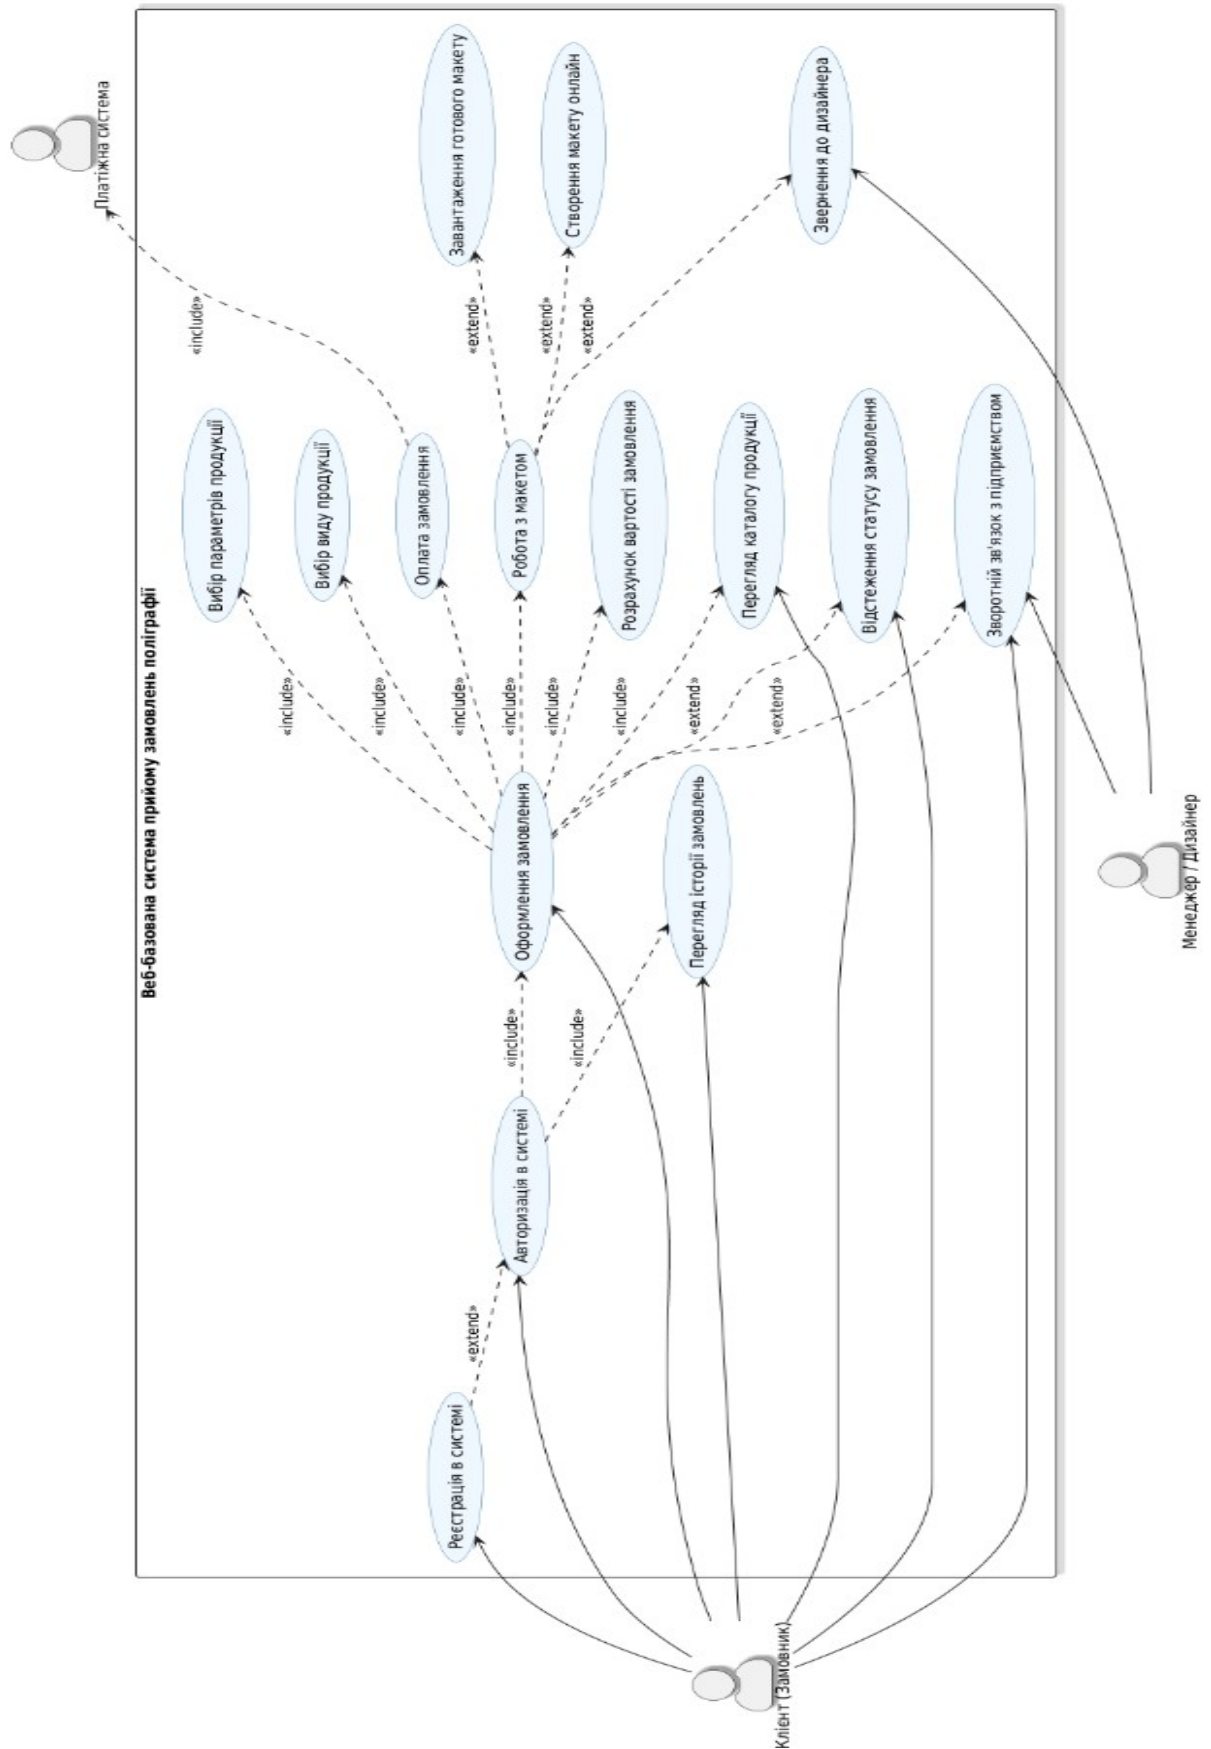 Веб-базована система прийому замовлень поліграфії
Клієнт (Замовник)
Реєстрація в системі
«extend»
Авторизація в системі
«include»
«include»
Оформлення замовлення
Перегляд історії замовлень
«include»
«include»
«include»
«include»
«include»
«include»
«extend»
«extend»
Вибір параметрів продукції
Вибір виду продукції
Оплата замовлення
Робота з макетом
Розрахунок вартості замовлення
Перегляд каталогу продукції
Відстеження статусу замовлення
Зворотній зв'язок з підприємством
«include»
«extend»
«extend»
«extend»
Платіжна система
Завантаження готового макету
Створення макету онлайн
Звернення до дизайнера
Менеджер / Дизайнер